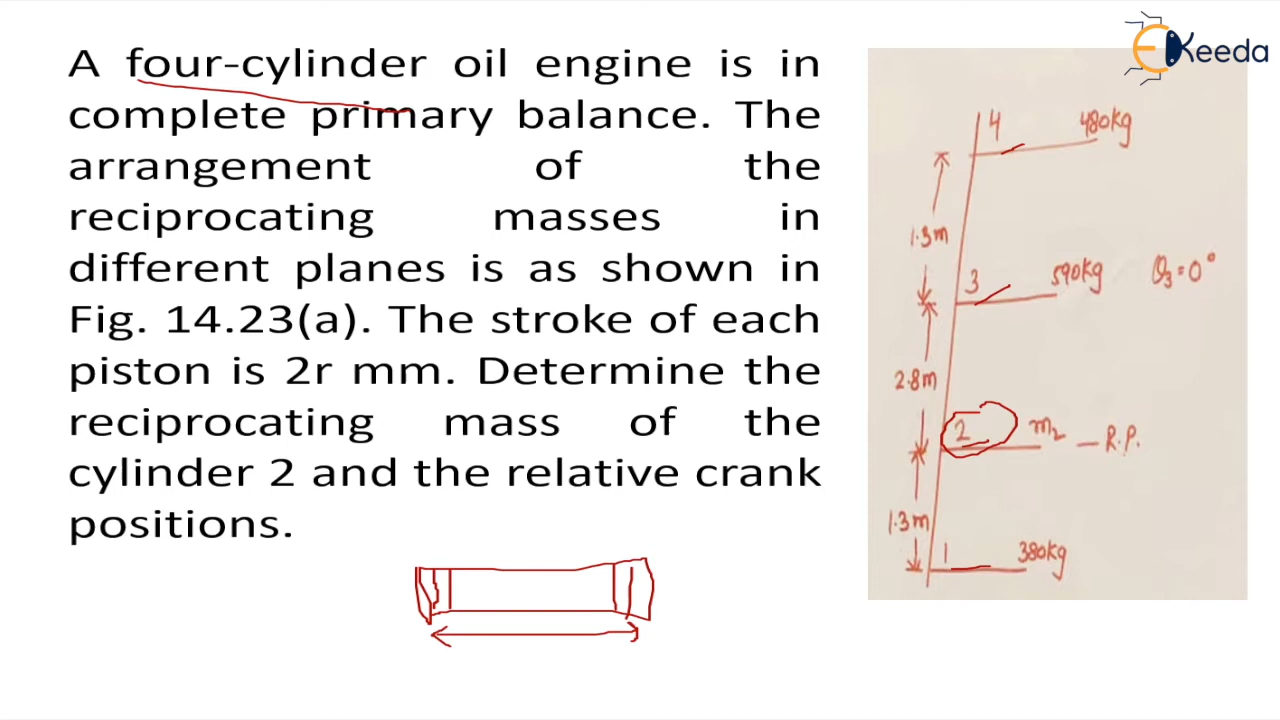 A four-cylinder oil engine is in
complete primary balance. The
arrangement of the
reciprocating masses in
different planes is as shown in
Fig. 14.23(a). The stroke of each
piston is 2r mm. Determine the
reciprocating mass of the
cylinder 2 and the relative crank
positions.
EKeeda
4 480kg
1.3m
3 590kg θ₃=0°
2.8m
2 m₂ — R.P.
1.3m
1 380kg